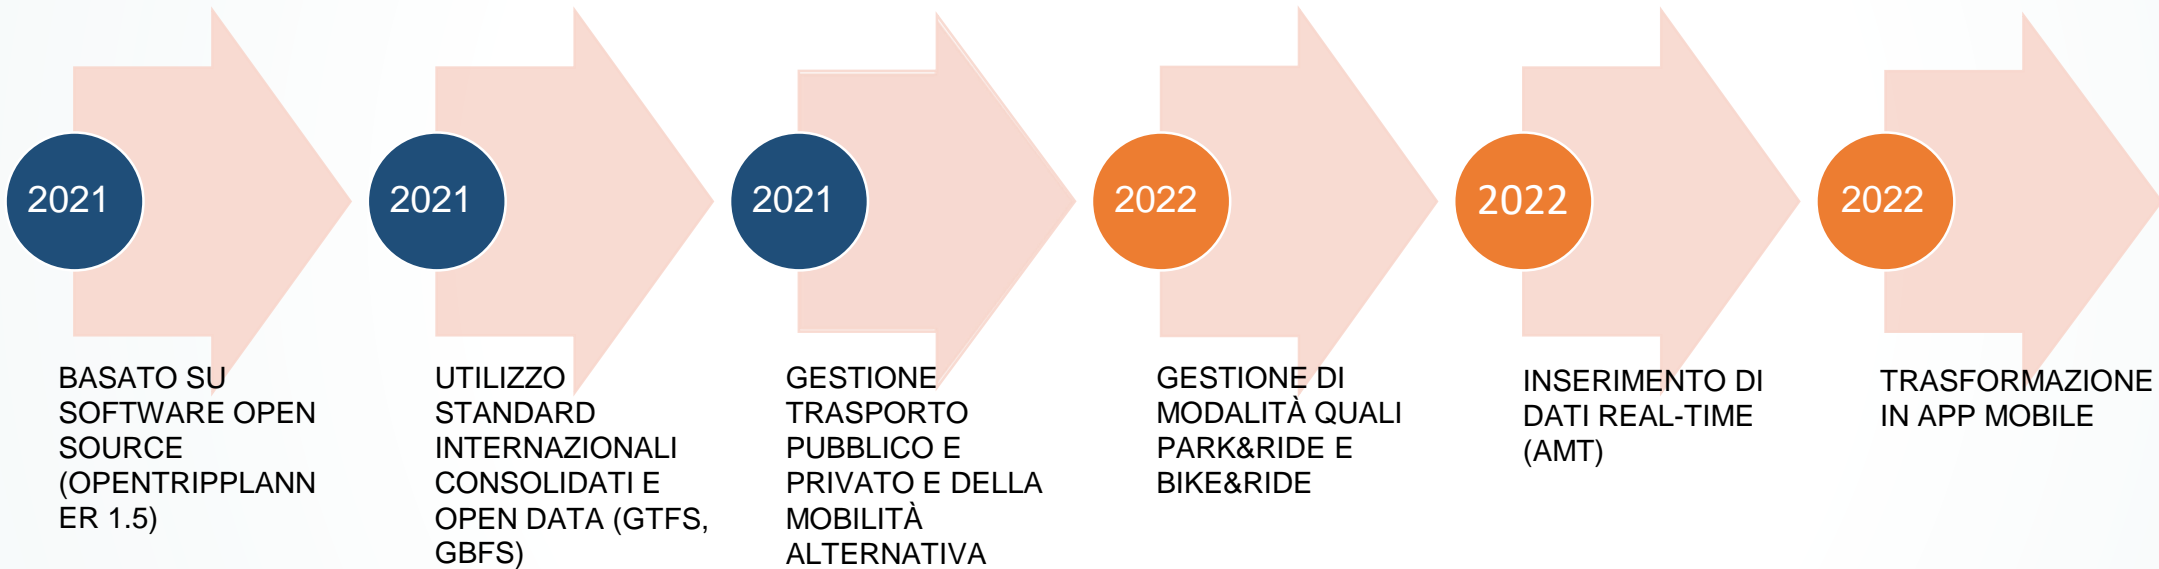 2021
BASATO SU
SOFTWARE OPEN
SOURCE
(OPENTRIPPLANN
ER 1.5)
2021
UTILIZZO
STANDARD
INTERNAZIONALI
CONSOLIDATI E
OPEN DATA (GTFS,
GBFS)
2021
GESTIONE
TRASPORTO
PUBBLICO E
PRIVATO E DELLA
MOBILITÀ
ALTERNATIVA
2022
GESTIONE DI
MODALITÀ QUALI
PARK&RIDE E
BIKE&RIDE
2022
INSERIMENTO DI
DATI REAL-TIME
(AMT)
2022
TRASFORMAZIONE
IN APP MOBILE